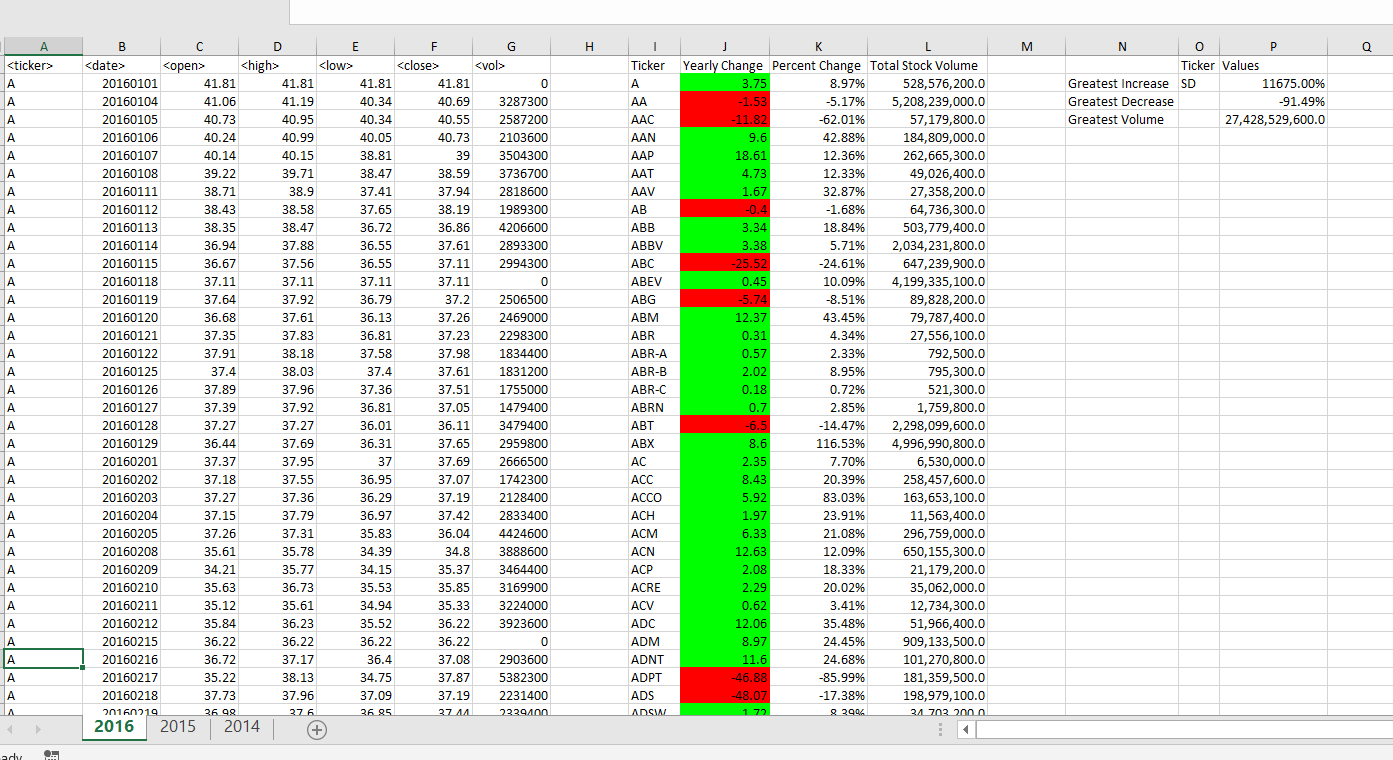 A B C D E F G H I J K L M N O P Q
<ticker> <date> <open> <high> <low> <close> <vol> Ticker Yearly Change Percent Change Total Stock Volume Ticker Values
A 20160101 41.81 41.81 41.81 41.81 0 A 3.75 8.97% 528,576,200.0 Greatest Increase SD 11675.00%
A 20160104 41.06 41.19 40.34 40.69 3287300 AA -1.53 -5.17% 5,208,239,000.0 Greatest Decrease -91.49%
A 20160105 40.73 40.95 40.34 40.55 2587200 AAC -11.82 -62.01% 57,179,800.0 Greatest Volume 27,428,529,600.0
A 20160106 40.24 40.99 40.05 40.73 2103600 AAN 9.6 42.88% 184,809,000.0
A 20160107 40.14 40.15 38.81 39 3504300 AAP 18.61 12.36% 262,665,300.0
A 20160108 39.22 39.71 38.47 38.59 3736700 AAT 4.73 12.33% 49,026,400.0
A 20160111 38.71 38.9 37.41 37.94 2818600 AAV 1.67 32.87% 27,358,200.0
A 20160112 38.43 38.58 37.65 38.19 1989300 AB -0.4 -1.68% 64,736,300.0
A 20160113 38.35 38.47 36.72 36.86 4206600 ABB 3.34 18.84% 503,779,400.0
A 20160114 36.94 37.88 36.55 37.61 2893300 ABBV 3.38 5.71% 2,034,231,800.0
A 20160115 36.67 37.56 36.55 37.11 2994300 ABC -25.52 -24.61% 647,239,900.0
A 20160118 37.11 37.11 37.11 37.11 0 ABEV 0.45 10.09% 4,199,335,100.0
A 20160119 37.64 37.92 36.79 37.2 2506500 ABG -5.74 -8.51% 89,828,200.0
A 20160120 36.68 37.61 36.13 37.26 2469000 ABM 12.37 43.45% 79,787,400.0
A 20160121 37.35 37.83 36.81 37.23 2298300 ABR 0.31 4.34% 27,556,100.0
A 20160122 37.91 38.18 37.58 37.98 1834400 ABR-A 0.57 2.33% 792,500.0
A 20160125 37.4 38.03 37.4 37.61 1831200 ABR-B 2.02 8.95% 795,300.0
A 20160126 37.89 37.96 37.36 37.51 1755000 ABR-C 0.18 0.72% 521,300.0
A 20160127 37.39 37.92 36.81 37.05 1479400 ABRN 0.7 2.85% 1,759,800.0
A 20160128 37.27 37.27 36.01 36.11 3479400 ABT -6.5 -14.47% 2,298,099,600.0
A 20160129 36.44 37.69 36.31 37.65 2959800 ABX 8.6 116.53% 4,996,990,800.0
A 20160201 37.37 37.95 37 37.69 2666500 AC 2.35 7.70% 6,530,000.0
A 20160202 37.18 37.55 36.95 37.07 1742300 ACC 8.43 20.39% 258,457,600.0
A 20160203 37.27 37.36 36.29 37.19 2128400 ACCO 5.92 83.03% 163,653,100.0
A 20160204 37.15 37.79 36.97 37.42 2833400 ACH 1.97 23.91% 11,563,400.0
A 20160205 37.26 37.31 35.83 36.04 4424600 ACM 6.33 21.08% 296,759,000.0
A 20160208 35.61 35.78 34.39 34.8 3888600 ACN 12.63 12.09% 650,155,300.0
A 20160209 34.21 35.77 34.15 35.37 3464400 ACP 2.08 18.33% 21,179,200.0
A 20160210 35.63 36.73 35.53 35.85 3169900 ACRE 2.29 20.02% 35,062,000.0
A 20160211 35.12 35.61 34.94 35.33 3224000 ACV 0.62 3.41% 12,734,300.0
A 20160212 35.84 36.23 35.52 36.22 3923600 ADC 12.06 35.48% 51,966,400.0
A 20160215 36.22 36.22 36.22 36.22 0 ADM 8.97 24.45% 909,133,500.0
A 20160216 36.72 37.17 36.4 37.08 2903600 ADNT 11.6 24.68% 101,270,800.0
A 20160217 35.22 38.13 34.75 37.87 5382300 ADPT -46.88 -85.99% 181,359,500.0
A 20160218 37.73 37.96 37.09 37.19 2231400 ADS -48.07 -17.38% 198,979,100.0
A 20160219 36.98 37.6 36.85 37.44 2339400 ADSW 1.72 8.39% 34,703,200.0
2016 2015 2014